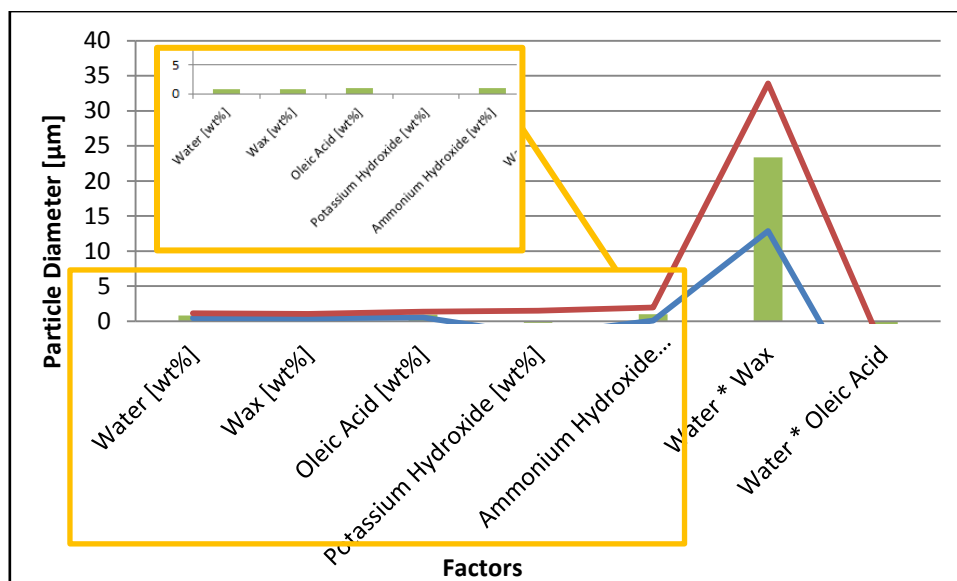 Particle Diameter [µm]
40
35
30
25
20
15
10
5
0
5
0
Water [wt%]
Wax [wt%]
Oleic Acid [wt%]
Potassium Hydroxide [wt%]
Ammonium Hydroxide [wt%]
W
Water [wt%]
Wax [wt%]
Oleic Acid [wt%]
Potassium Hydroxide [wt%]
Ammonium Hydroxide...
Water * Wax
Water * Oleic Acid
Factors